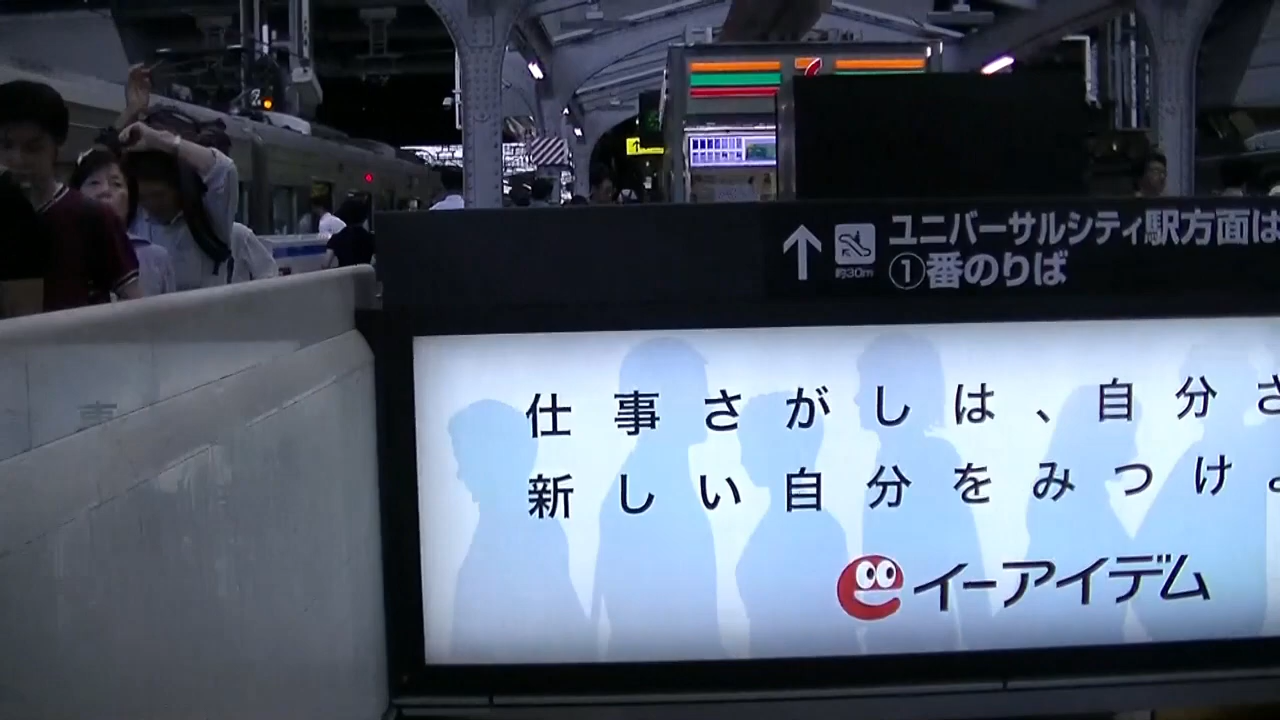 ユニバーサルシティ駅方面は
約30m
①番のりば
仕事さがしは、自分さ
新しい自分をみつけ
イーアイデム